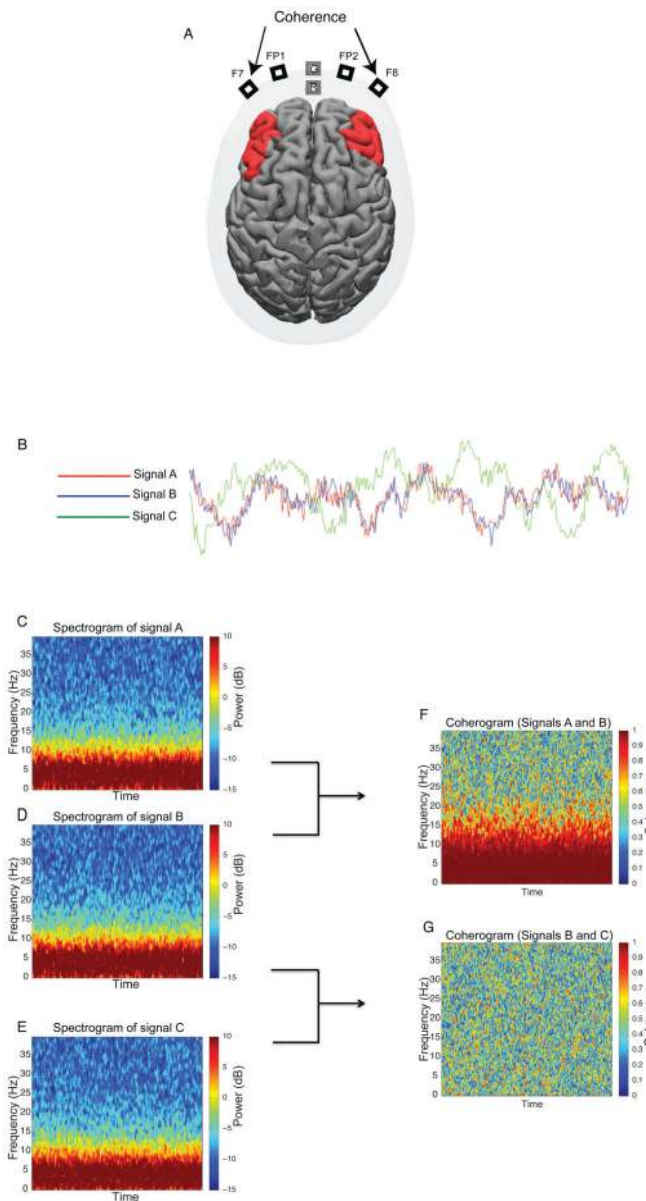 Coherence
A
F7
FP1
FP2
F8
B
Signal A
Signal B
Signal C
C
Spectrogram of signal A
Frequency (Hz)
35
30
25
20
15
10
5
0
Time
10
5
0
−5
−10
−15
Power (dB)
D
Spectrogram of signal B
Frequency (Hz)
35
30
25
20
15
10
5
0
Time
10
5
0
−5
−10
−15
Power (dB)
E
Spectrogram of signal C
Frequency (Hz)
35
30
25
20
15
10
5
0
10
5
0
−5
−10
−15
Power (dB)
F
Coherogram (Signals A and B)
Frequency (Hz)
35
30
25
20
15
10
5
0
Time
1
0.9
0.8
0.7
0.6
0.5
0.4
0.3
0.2
0.1
0
G
Coherogram (Signals B and C)
Frequency (Hz)
35
30
25
20
15
10
5
0
Time
1
0.9
0.8
0.7
0.6
0.5
0.4
0.3
0.2
0.1
0